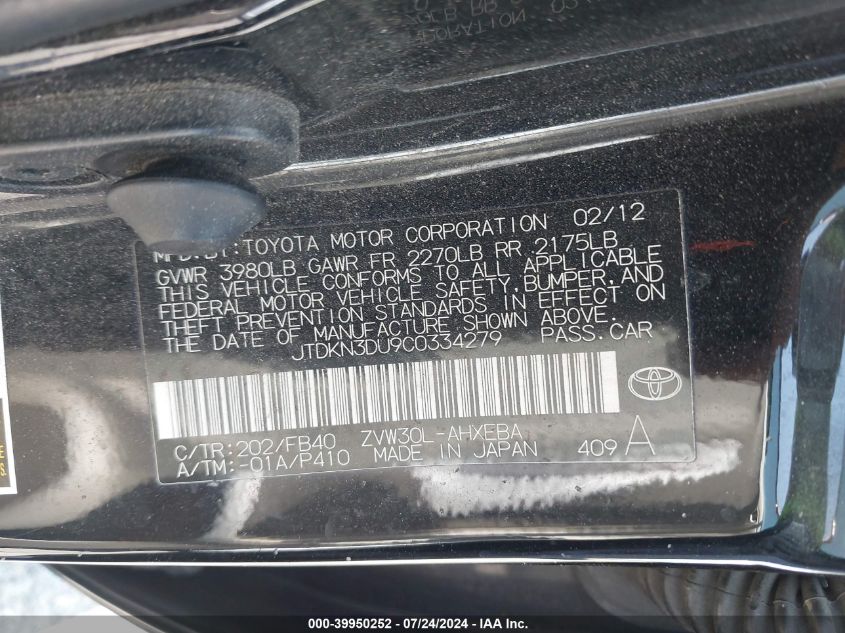 MFD.BY:TOYOTA MOTOR CORPORATION 02/12
GVWR 3980LB GAWR FR 2270LB RR 2175LB
THIS VEHICLE CONFORMS TO ALL APPLICABLE
FEDERAL MOTOR VEHICLE SAFETY,BUMPER,AND
THEFT PREVENTION STANDARDS IN EFFECT ON
THE DATE OF MANUFACTURE SHOWN ABOVE.
JTDKN3DU9C0334279 PASS.CAR
C/TR:202/FB40 ZVW30L-AHXEBA
A/TM:-01A/P410 MADE IN JAPAN 409 A
000-39950252 - 07/24/2024 - IAAI.com